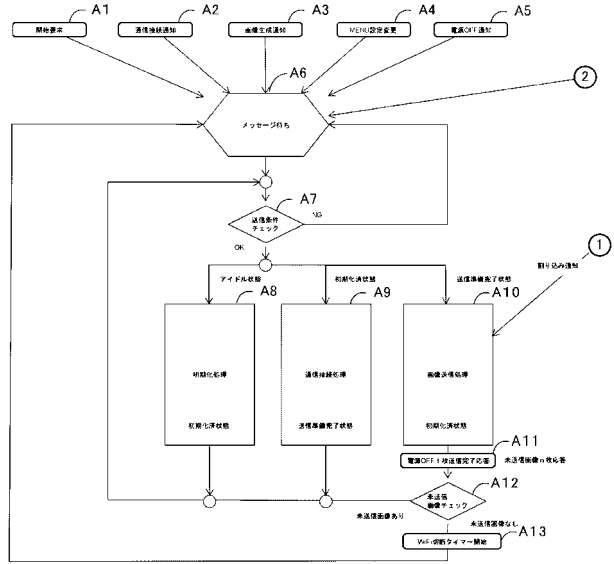 A1
A2
A3
A4
A5
開始要求
通信接続通知
画像生成通知
MENU設定変更
電源OFF通知
A6
2
メッセージ待ち
A7
送信条件
チェック
NG
OK
1
割り込み通知
アイドル状態
初期化済状態
送信準備完了状態
A8
A9
A10
初期化処理
通信接続処理
画像送信処理
初期化済状態
送信準備完了状態
初期化済状態
A11
電源OFF1枚送信完了応答
未送信画像n枚応答
A12
未送信
画像チェック
未送信画像あり
未送信画像なし
A13
WiFi切断タイマー開始